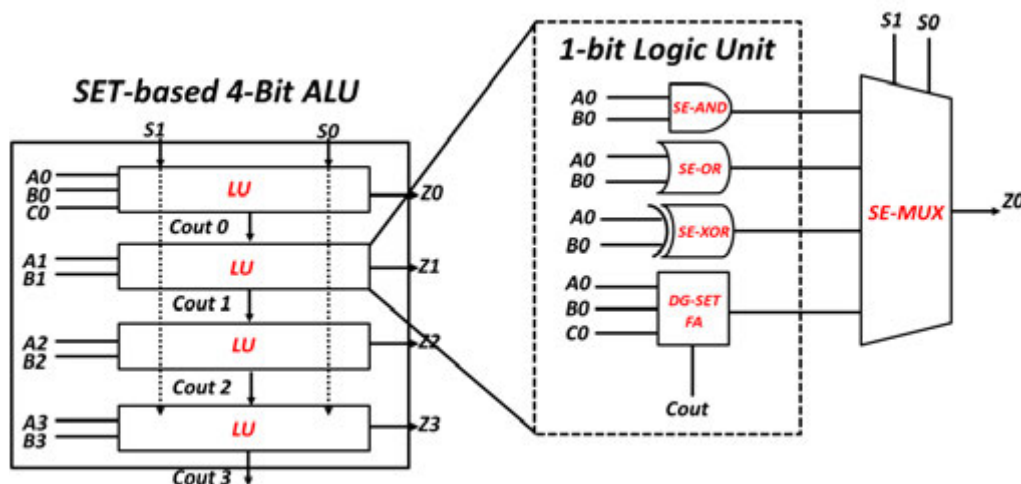 SET-based 4-Bit ALU
S1
S0
A0
B0
C0
LU
Z0
Cout 0
A1
B1
LU
Z1
Cout 1
A2
B2
LU
Z2
Cout 2
A3
B3
LU
Z3
Cout 3
1-bit Logic Unit
A0
B0
SE-AND
A0
B0
SE-OR
A0
B0
SE-XOR
A0
B0
C0
DG-SET
FA
Cout
S1
S0
SE-MUX
Z0